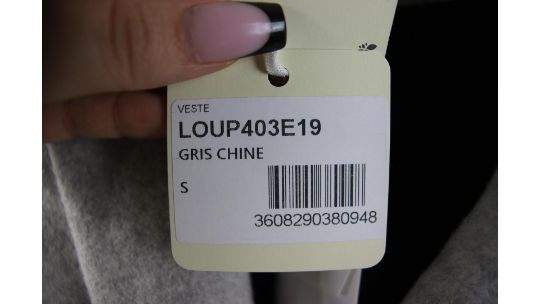 VESTE
LOUP403E19
GRIS CHINE
S
3608290380948